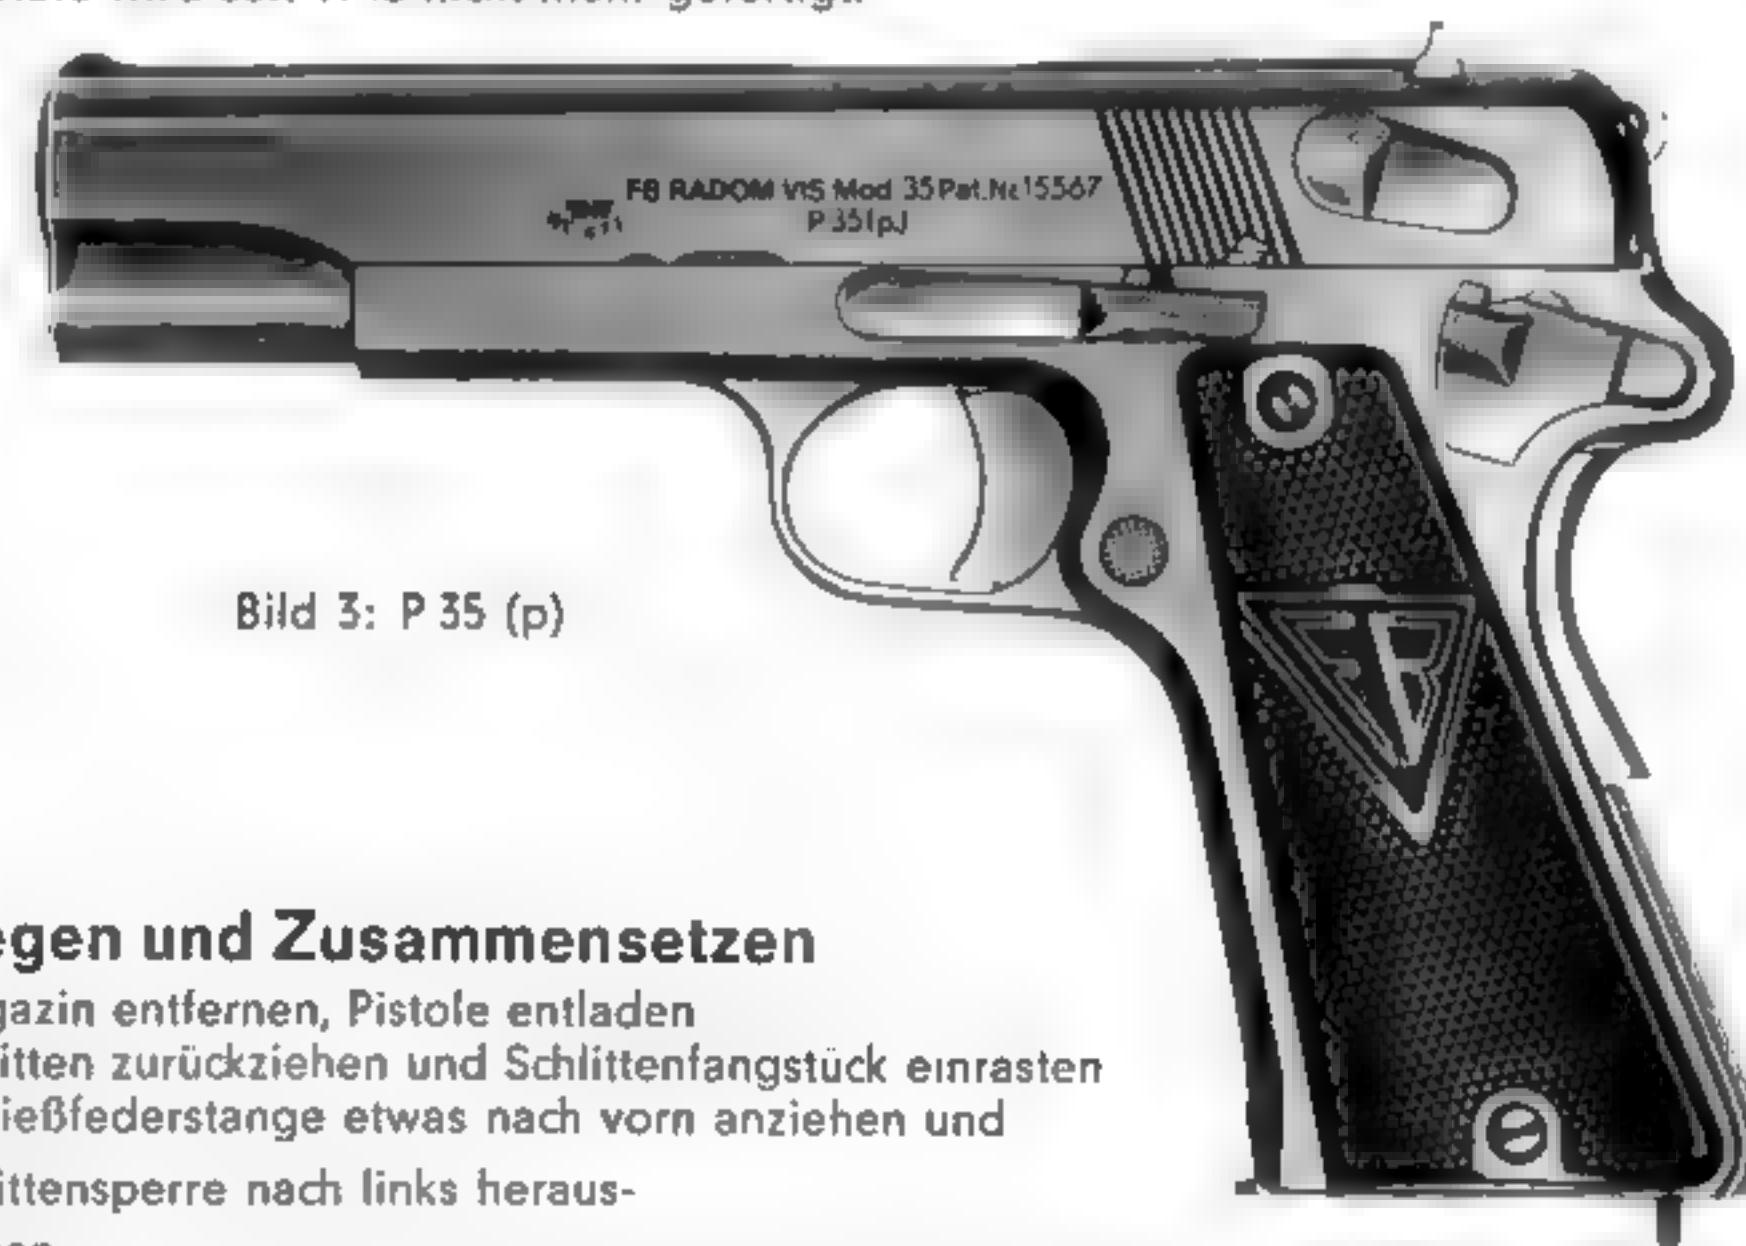 F8 RADOM VIS Mod 35 Pat.Nr 15567
P 35(p)
FB
Bild 3: P 35 (p)
egen und Zusammensetzen
gazin entfernen, Pistole entladen
itten zurückziehen und Schlittenfangstück einrasten
ießfederstange etwas nach vorn anziehen und
ittensperre nach links heraus-